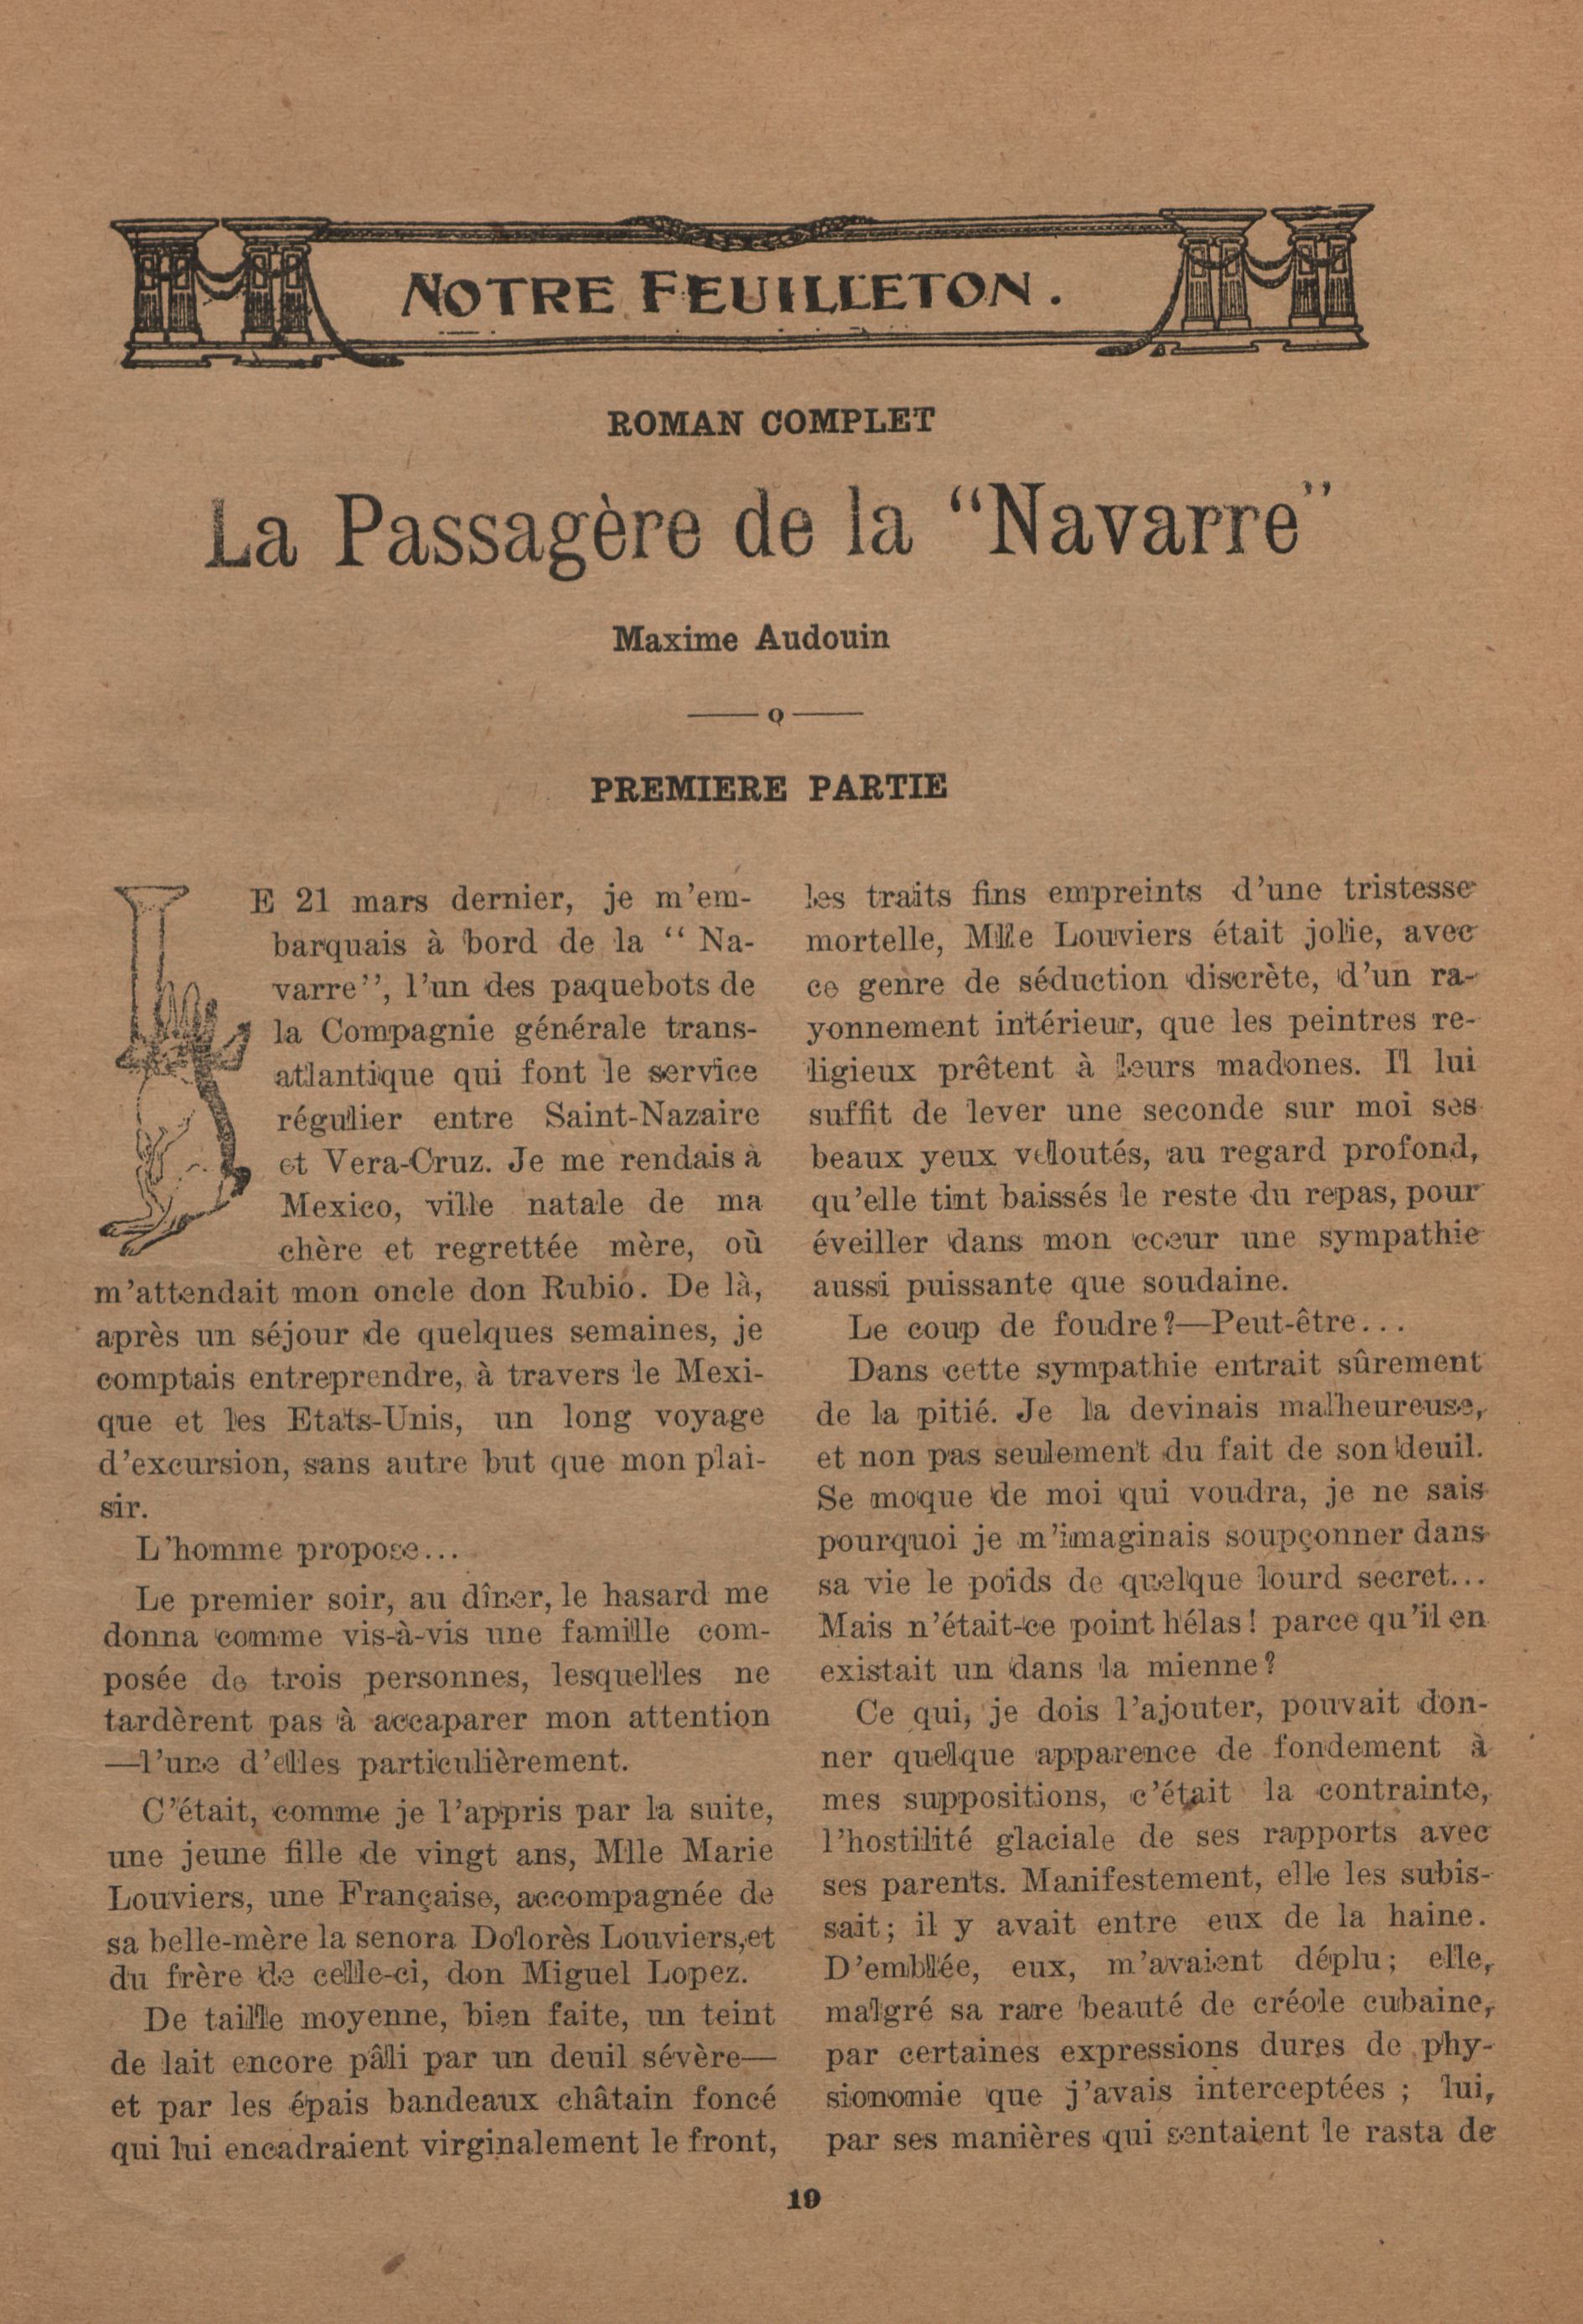 NOTRE FEUILLETON.
ROMAN COMPLET
La Passagère de la “Navarre”
Maxime Audouin
PREMIERE PARTIE
LE 21 mars dernier, je m’em-
barquais à bord de la “ Na-
varre”, l’un des paquebots de
la Compagnie générale trans-
atlantique qui font le service
régulier entre Saint-Nazaire
et Vera-Cruz. Je me rendais à
Mexico, ville natale de ma
chère et regrettée mère, où
m’attendait mon oncle don Rubio. De là,
après un séjour de quelques semaines, je
comptais entreprendre, à travers le Mexi-
que et les Etats-Unis, un long voyage
d’excursion, sans autre but que mon plai-
sir.
L’homme propose...
Le premier soir, au dîner, le hasard me
donna comme vis-à-vis une famille com-
posée de trois personnes, lesquelles ne
tardèrent pas à accaparer mon attention
—l’une d’elles particulièrement.
C’était, comme je l’appris par la suite,
une jeune fille de vingt ans, Mlle Marie
Louviers, une Française, accompagnée de
sa belle-mère la senora Dolorès Louviers, et
du frère de celle-ci, don Miguel Lopez.
De taille moyenne, bien faite, un teint
de lait encore pâli par un deuil sévère—
et par les épais bandeaux châtain foncé
qui lui encadraient virginalement le front,
les traits fins empreints d’une tristesse
mortelle, Mlle Louviers était jolie, avec
ce genre de séduction discrète, d’un ra-
yonnement intérieur, que les peintres re-
ligieux prêtent à leurs madones. Il lui
suffit de lever une seconde sur moi ses
beaux yeux veloutés, au regard profond,
qu’elle tint baissés le reste du repas, pour
éveiller dans mon coeur une sympathie
aussi puissante que soudaine.
Le coup de foudre?—Peut-être...
Dans cette sympathie entrait sûrement
de la pitié. Je la devinais malheureuse,
et non pas seulement du fait de son deuil.
Se moque de moi qui voudra, je ne sais
pourquoi je m’imaginais soupçonner dans
sa vie le poids de quelque lourd secret...
Mais n’était-ce point hélas! parce qu’il en
existait un dans la mienne?
Ce qui, je dois l’ajouter, pouvait don-
ner quelque apparence de fondement à
mes suppositions, c’était la contrainte,
l’hostilité glaciale de ses rapports avec
ses parents. Manifestement, elle les subis-
sait; il y avait entre eux de la haine.
D’emblée, eux, m’avaient déplu; elle,
malgré sa rare beauté de créole cubaine,
par certaines expressions dures de phy-
sionomie que j’avais interceptées ; lui,
par ses manières qui sentaient le rasta de
19